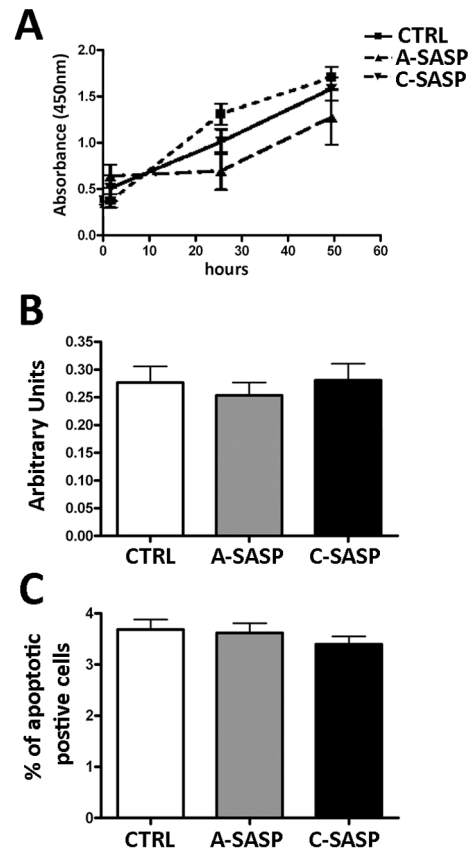 A
CTRL
A-SASP
C-SASP
Absorbance (450nm)
2.0
1.5
1.0
0.5
0.0
0 10 20 30 40 50 60
hours
B
Arbitrary Units
0.35
0.30
0.25
0.20
0.15
0.10
0.05
0.00
CTRL A-SASP C-SASP
C
% of apoptotic
postive cells
4
3
2
1
0
CTRL A-SASP C-SASP